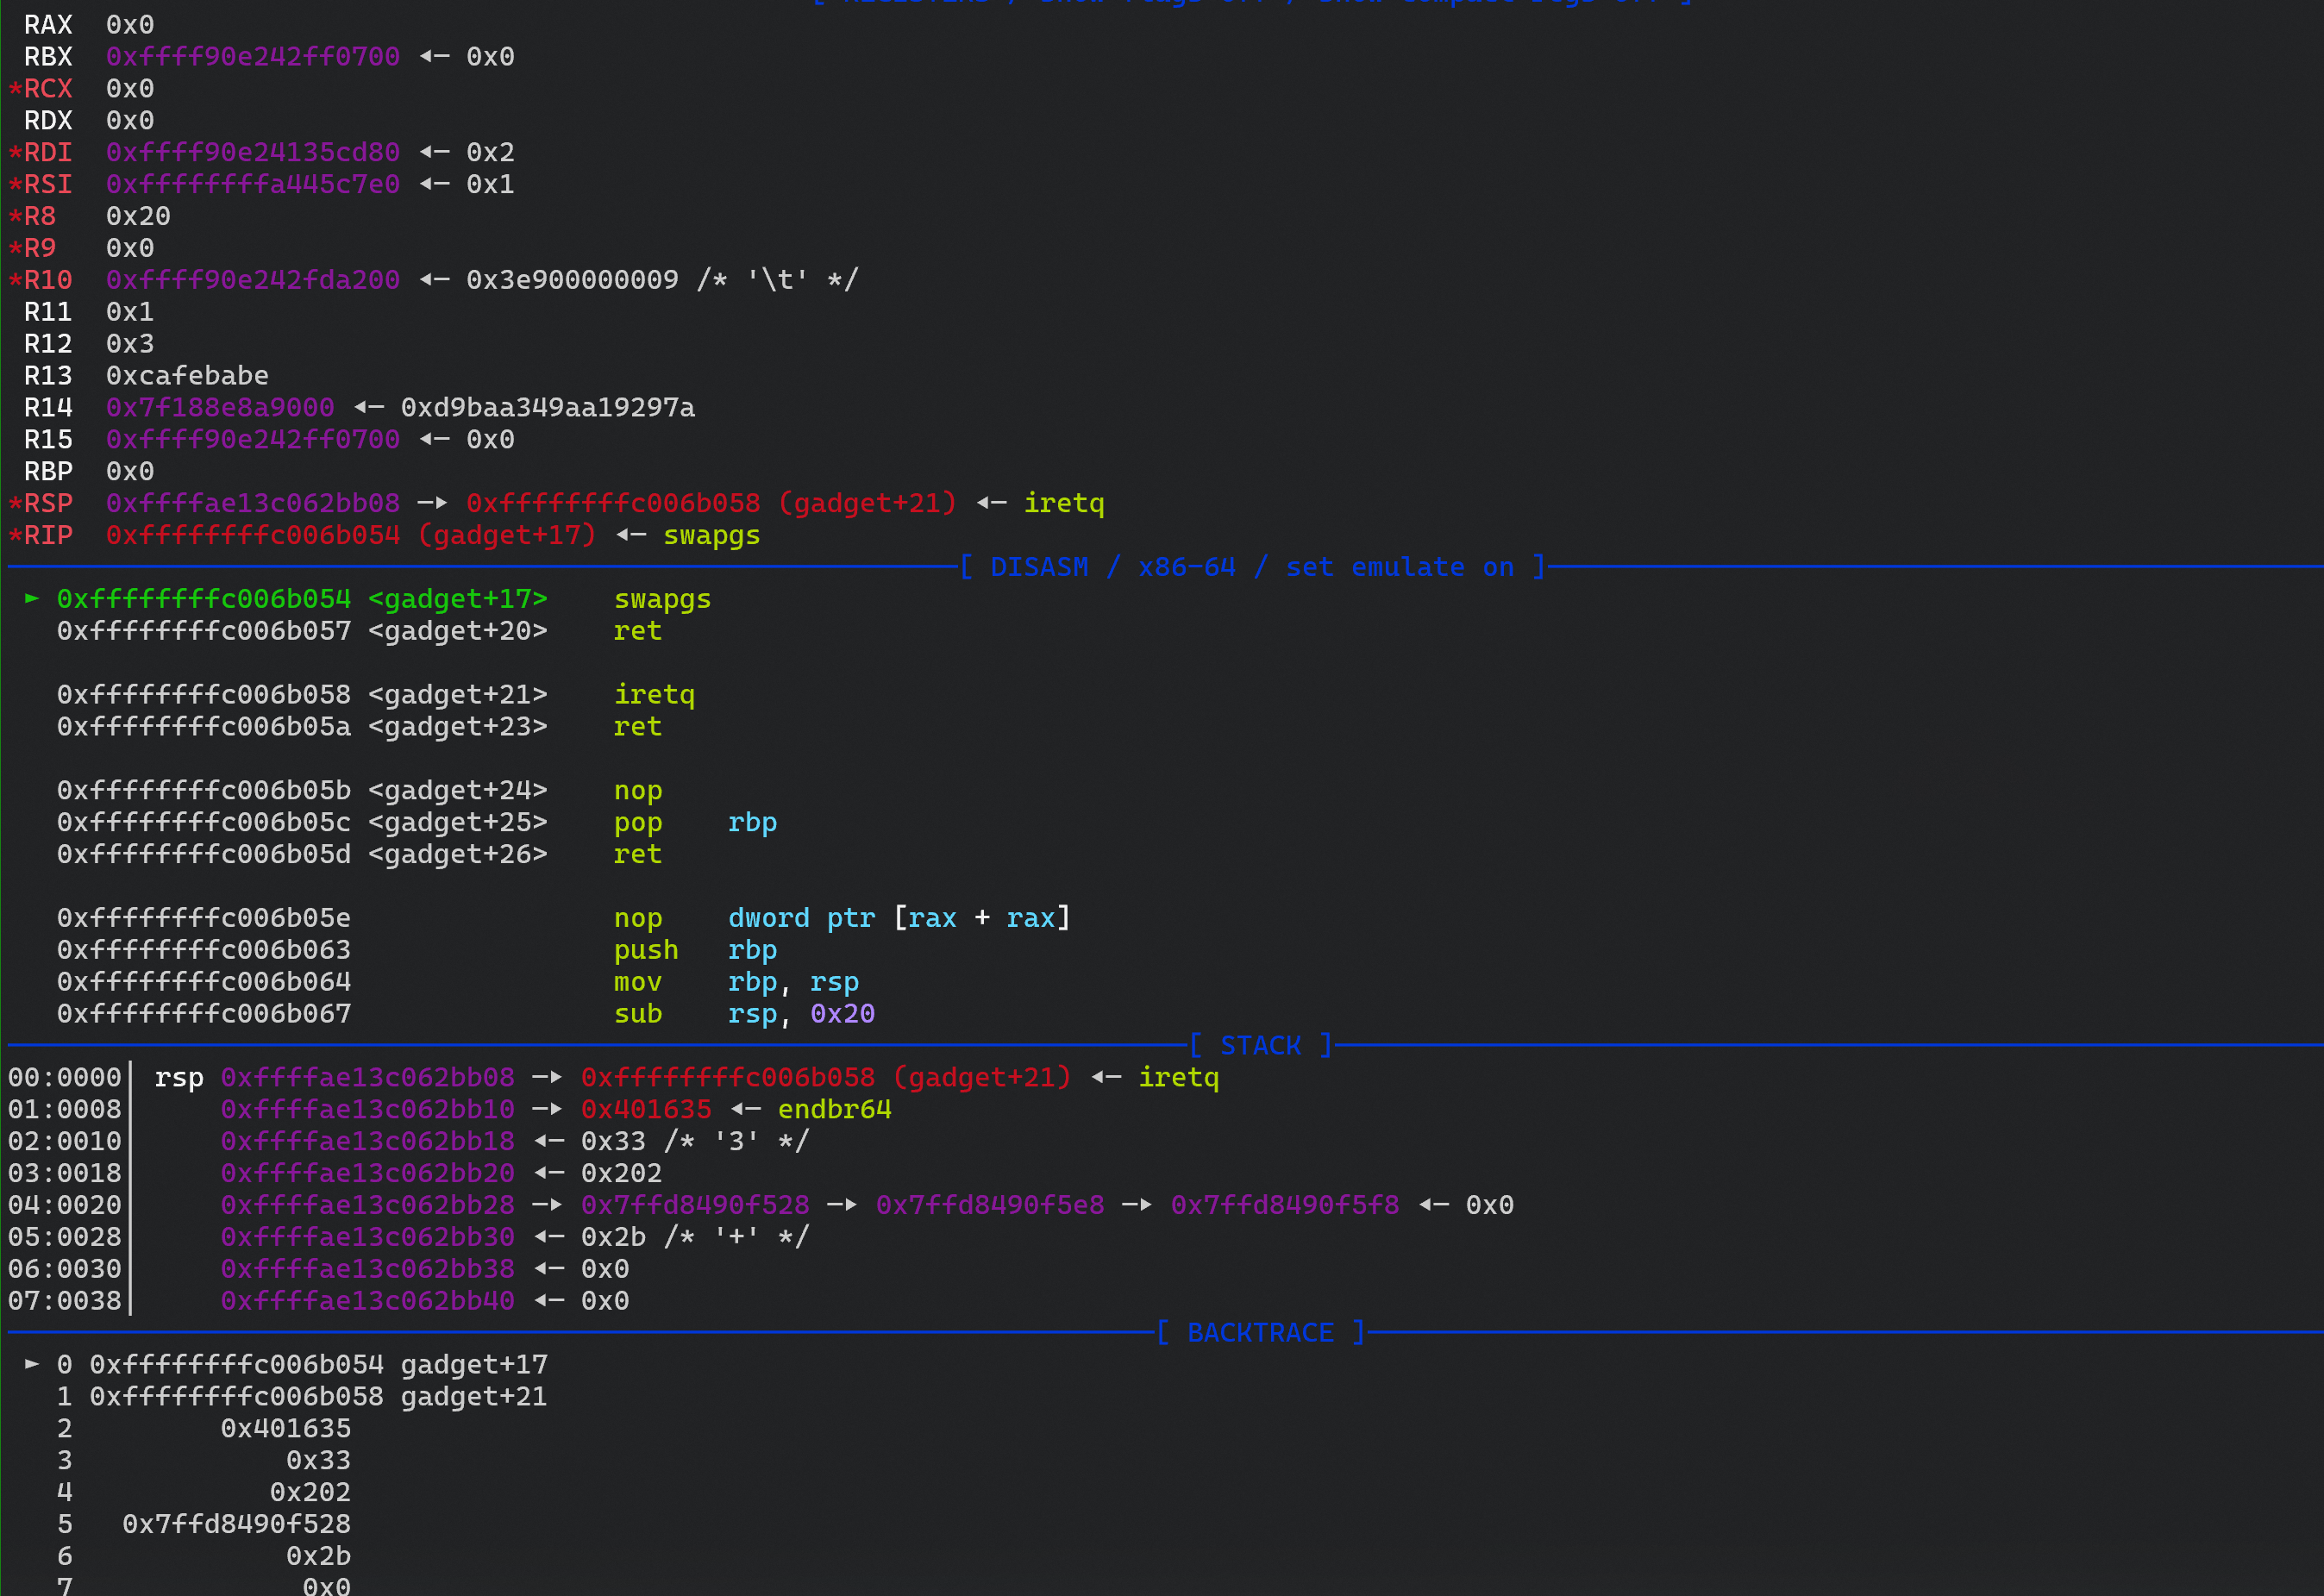 [ REGISTERS / show-flags off / show-compact-regs off ]
RAX 0x0
RBX 0xffff90e242ff0700 ◂— 0x0
*RCX 0x0
RDX 0x0
*RDI 0xffff90e24135cd80 ◂— 0x2
*RSI 0xffffffffa445c7e0 ◂— 0x1
*R8 0x20
*R9 0x0
*R10 0xffff90e242fda200 ◂— 0x3e900000009 /* '\t' */
R11 0x1
R12 0x3
R13 0xcafebabe
R14 0x7f188e8a9000 ◂— 0xd9baa349aa19297a
R15 0xffff90e242ff0700 ◂— 0x0
RBP 0x0
*RSP 0xffffae13c062bb08 —▸ 0xffffffffc006b058 (gadget+21) ◂— iretq
*RIP 0xffffffffc006b054 (gadget+17) ◂— swapgs
[ DISASM / x86-64 / set emulate on ]
► 0xffffffffc006b054 <gadget+17> swapgs
0xffffffffc006b057 <gadget+20> ret
0xffffffffc006b058 <gadget+21> iretq
0xffffffffc006b05a <gadget+23> ret
0xffffffffc006b05b <gadget+24> nop
0xffffffffc006b05c <gadget+25> pop rbp
0xffffffffc006b05d <gadget+26> ret
0xffffffffc006b05e nop dword ptr [rax + rax]
0xffffffffc006b063 push rbp
0xffffffffc006b064 mov rbp, rsp
0xffffffffc006b067 sub rsp, 0x20
[ STACK ]
00:0000│ rsp 0xffffae13c062bb08 —▸ 0xffffffffc006b058 (gadget+21) ◂— iretq
01:0008│ 0xffffae13c062bb10 —▸ 0x401635 ◂— endbr64
02:0010│ 0xffffae13c062bb18 ◂— 0x33 /* '3' */
03:0018│ 0xffffae13c062bb20 ◂— 0x202
04:0020│ 0xffffae13c062bb28 —▸ 0x7ffd8490f528 —▸ 0x7ffd8490f5e8 —▸ 0x7ffd8490f5f8 ◂— 0x0
05:0028│ 0xffffae13c062bb30 ◂— 0x2b /* '+' */
06:0030│ 0xffffae13c062bb38 ◂— 0x0
07:0038│ 0xffffae13c062bb40 ◂— 0x0
[ BACKTRACE ]
► 0 0xffffffffc006b054 gadget+17
1 0xffffffffc006b058 gadget+21
2 0x401635
3 0x33
4 0x202
5 0x7ffd8490f528
6 0x2b
7 0x0